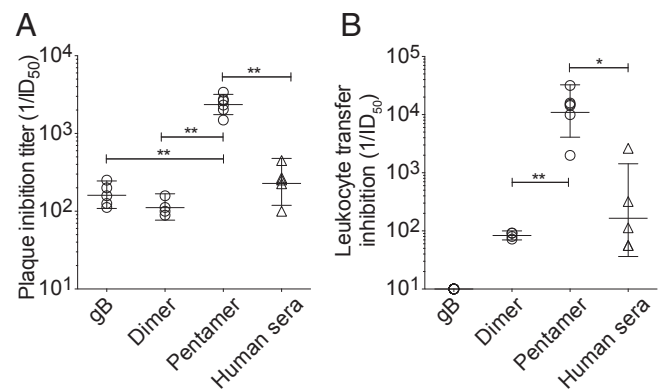 A
Plaque inbition titer (1/ID50)
10^4
10^3
10^2
10^1
**
**
**
gB
Dimer
Pentamer
Human sera
B
Leukocyte transfer
inhibition (1/ID50)
10^5
10^4
10^3
10^2
10^1
*
**
gB
Dimer
Pentamer
Human sera